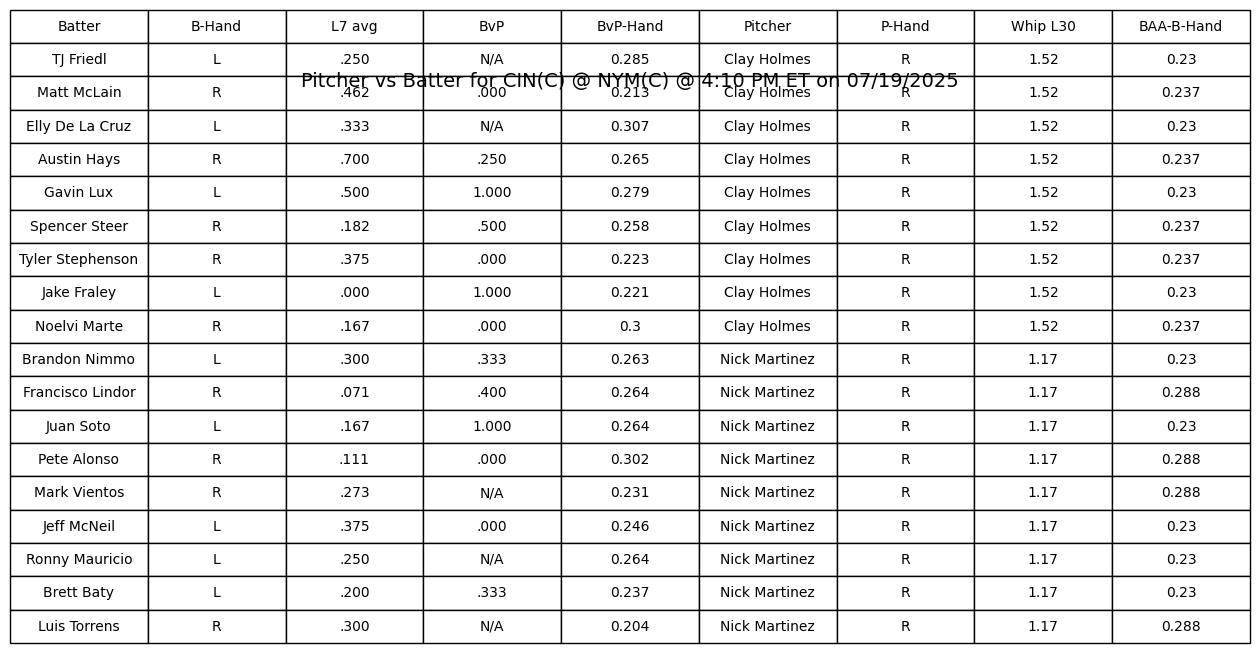 Batter B-Hand L7 avg BvP BvP-Hand Pitcher P-Hand Whip L30 BAA-B-Hand
TJ Friedl L .250 N/A 0.285 Clay Holmes R 1.52 0.23
Pitcher vs Batter for CIN(C) @ NYM(C) @ 4:10 PM ET on 07/19/2025
Matt McLain R .462 .000 0.213 Clay Holmes R 1.52 0.237
Elly De La Cruz L .333 N/A 0.307 Clay Holmes R 1.52 0.23
Austin Hays R .700 .250 0.265 Clay Holmes R 1.52 0.237
Gavin Lux L .500 1.000 0.279 Clay Holmes R 1.52 0.23
Spencer Steer R .182 .500 0.258 Clay Holmes R 1.52 0.237
Tyler Stephenson R .375 .000 0.223 Clay Holmes R 1.52 0.237
Jake Fraley L .000 1.000 0.221 Clay Holmes R 1.52 0.23
Noelvi Marte R .167 .000 0.3 Clay Holmes R 1.52 0.237
Brandon Nimmo L .300 .333 0.263 Nick Martinez R 1.17 0.23
Francisco Lindor R .071 .400 0.264 Nick Martinez R 1.17 0.288
Juan Soto L .167 1.000 0.264 Nick Martinez R 1.17 0.23
Pete Alonso R .111 .000 0.302 Nick Martinez R 1.17 0.288
Mark Vientos R .273 N/A 0.231 Nick Martinez R 1.17 0.288
Jeff McNeil L .375 .000 0.246 Nick Martinez R 1.17 0.23
Ronny Mauricio L .250 N/A 0.264 Nick Martinez R 1.17 0.23
Brett Baty L .200 .333 0.237 Nick Martinez R 1.17 0.23
Luis Torrens R .300 N/A 0.204 Nick Martinez R 1.17 0.288